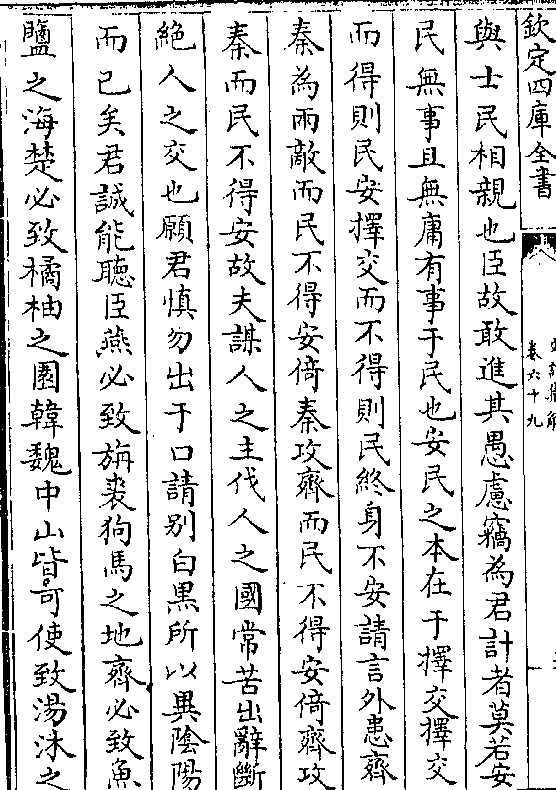 欽定四庫全書
卷六十九
與士民相親也臣故敢進其愚慮竊為君計者莫若安
民無事且無庸有事于民也安民之本在于擇交擇交
而得則民安擇交而不得則民終身不安請言外患齊
秦為兩敵而民不得安倚秦攻齊而民不得安倚齊攻
秦而民不得安故夫謀人之主伐人之國常苦出辭斷
絕人之交也願君慎勿出于口請别白黒所以異陰陽
而已矣君誠能聽臣燕必致旃裘狗馬之地齊必致魚
鹽之海楚必致橘柚之園韓魏中山皆可使致湯沐之